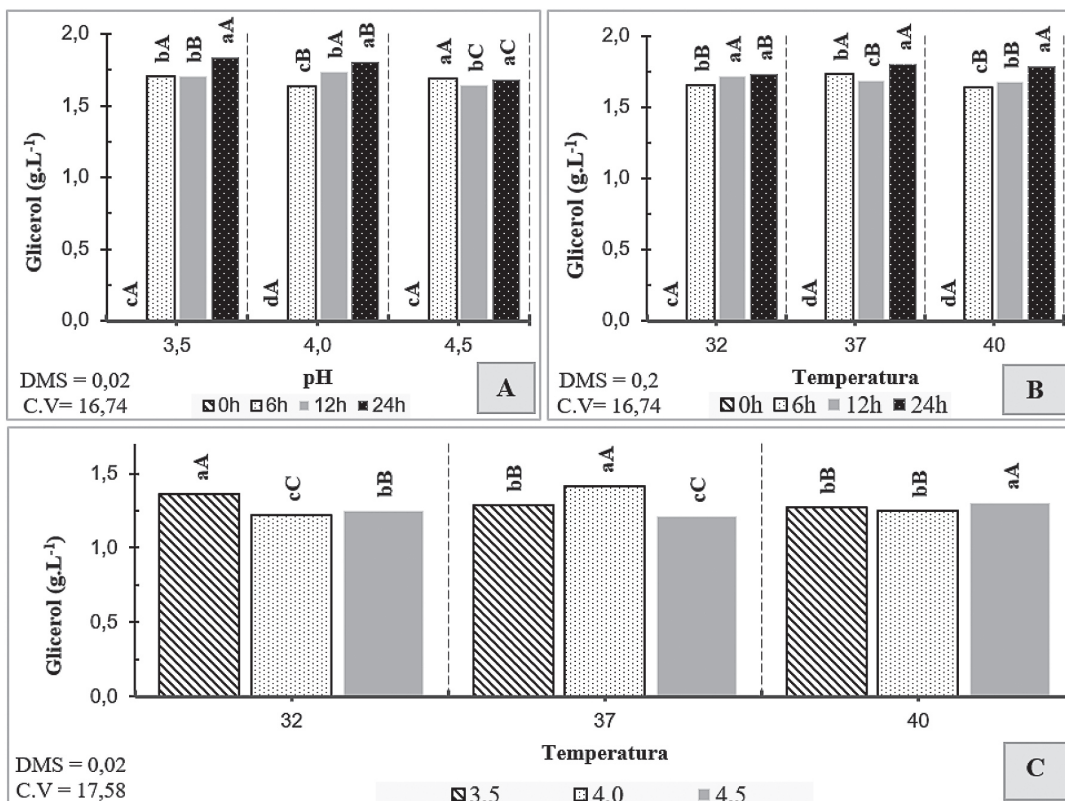 2,0
1,5
1,0
0,5
0,0
Glicerol (g.L-1)
cA
bA
bB
aA
dA
cB
bA
aB
cA
aA
bC
aC
3,5
4,0
4,5
pH
DMS = 0,02
C.V= 16,74
0h 6h 12h 24h
A
2,0
1,5
1,0
0,5
0,0
Glicerol (g.L-1)
cA
bB
aA
aB
dA
bA
cB
aA
dA
cB
bB
aA
32
37
40
Temperatura
DMS = 0,2
C.V= 16,74
0h 6h 12h 24h
B
1,5
1,0
0,5
0,0
Glicerol (g.L-1)
aA
cC
bB
bB
aA
cC
bB
bB
aA
32
37
40
Temperatura
DMS = 0,02
C.V = 17,58
3,5 4,0 4,5
C